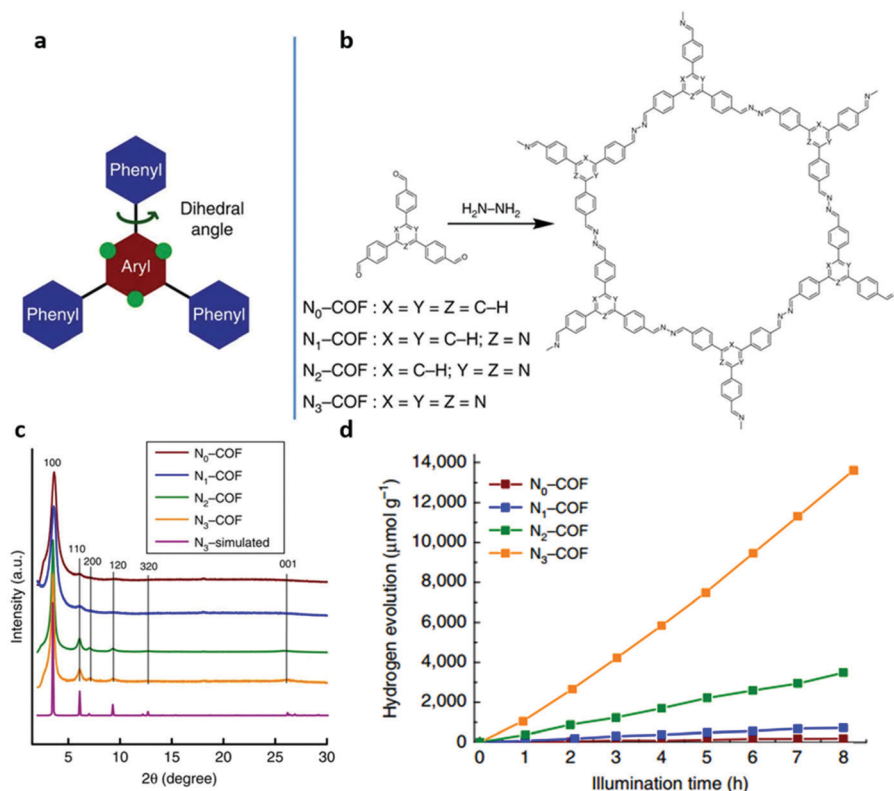 a
Phenyl
Dihedral
angle
Aryl
Phenyl
Phenyl
b
H₂N–NH₂
N₀–COF : X = Y = Z = C–H
N₁–COF : X = Y = C–H; Z = N
N₂–COF : X = C–H; Y = Z = N
N₃–COF : X = Y = Z = N
c
N₀–COF
N₁–COF
N₂–COF
N₃–COF
N₃–simulated
100
110
200
120
320
001
Intensity (a.u.)
5
10
15
20
25
30
2θ (degree)
d
N₀–COF
N₁–COF
N₂–COF
N₃–COF
14,000
12,000
10,000
8,000
6,000
4,000
2,000
0
Hydrogen evolution (μmol g⁻¹)
0
1
2
3
4
5
6
7
8
Illumination time (h)